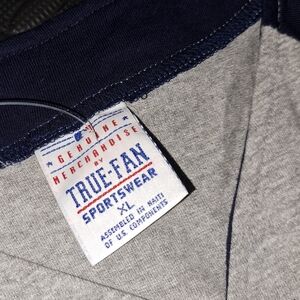 GENUINE
MERCHANDISE
BY
TRUE-FAN
SPORTSWEAR
XL
ASSEMBLED IN HAITI
OF U.S. COMPONENTS